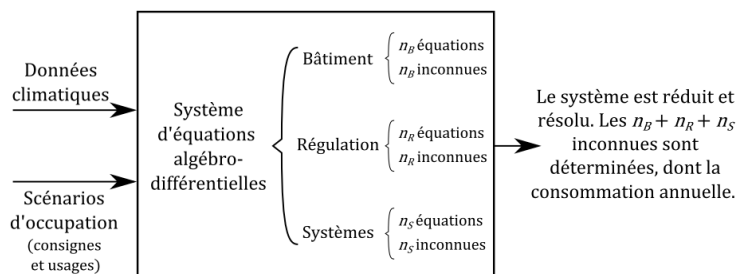 Données
climatiques
Scénarios
d'occupation
(consignes
et usages)
Système
d'équations
algébro-
différentielles
Bâtiment
n_B équations
n_B inconnues
Régulation
n_R équations
n_R inconnues
Systèmes
n_S équations
n_S inconnues
Le système est réduit et
résolu. Les n_B + n_R + n_S
inconnues sont
déterminées, dont la
consommation annuelle.